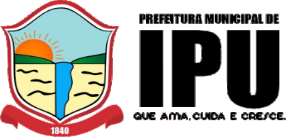 PREFEITURA MUNICIPAL DE
IPU
QUE AMA, CUIDA E CRESCE.
1840